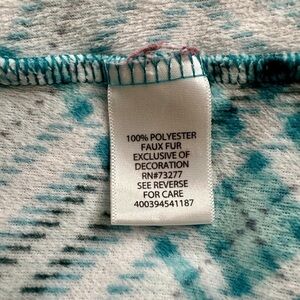 100% POLYESTER
FAUX FUR
EXCLUSIVE OF
DECORATION
RN#73277
SEE REVERSE
FOR CARE
400394541187